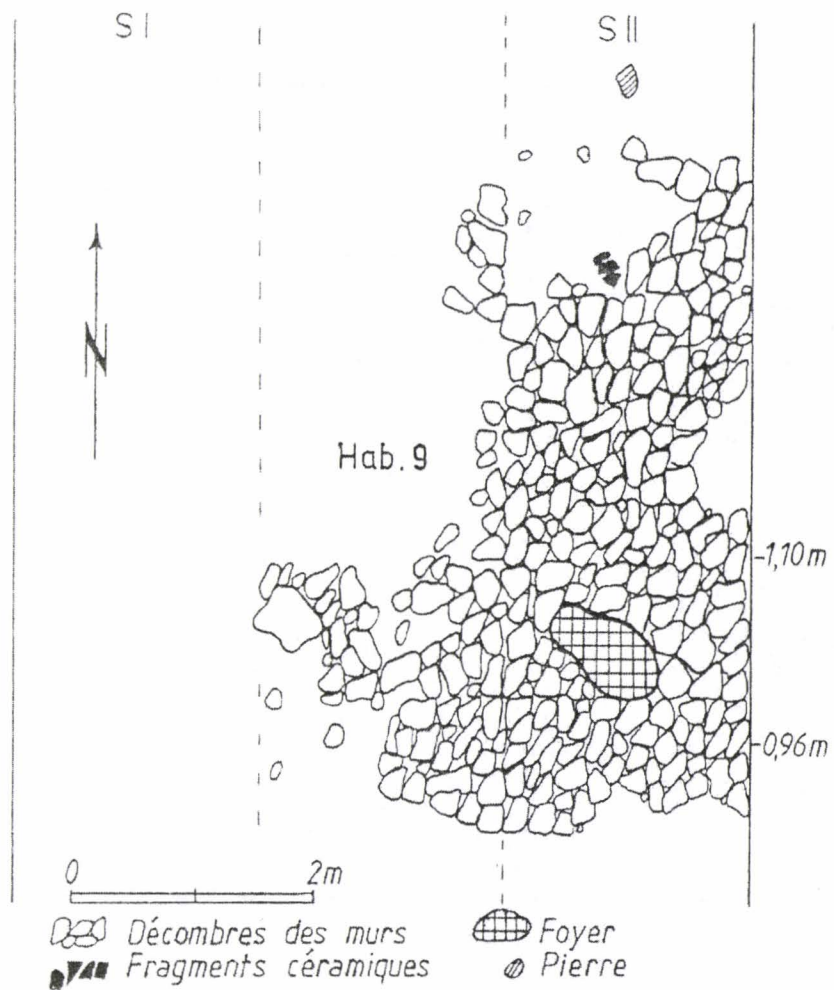 S I
S II
N
Hab. 9
-1,10 m
-0,96 m
0 2m
Décombres des murs
Foyer
Fragments céramiques
Pierre